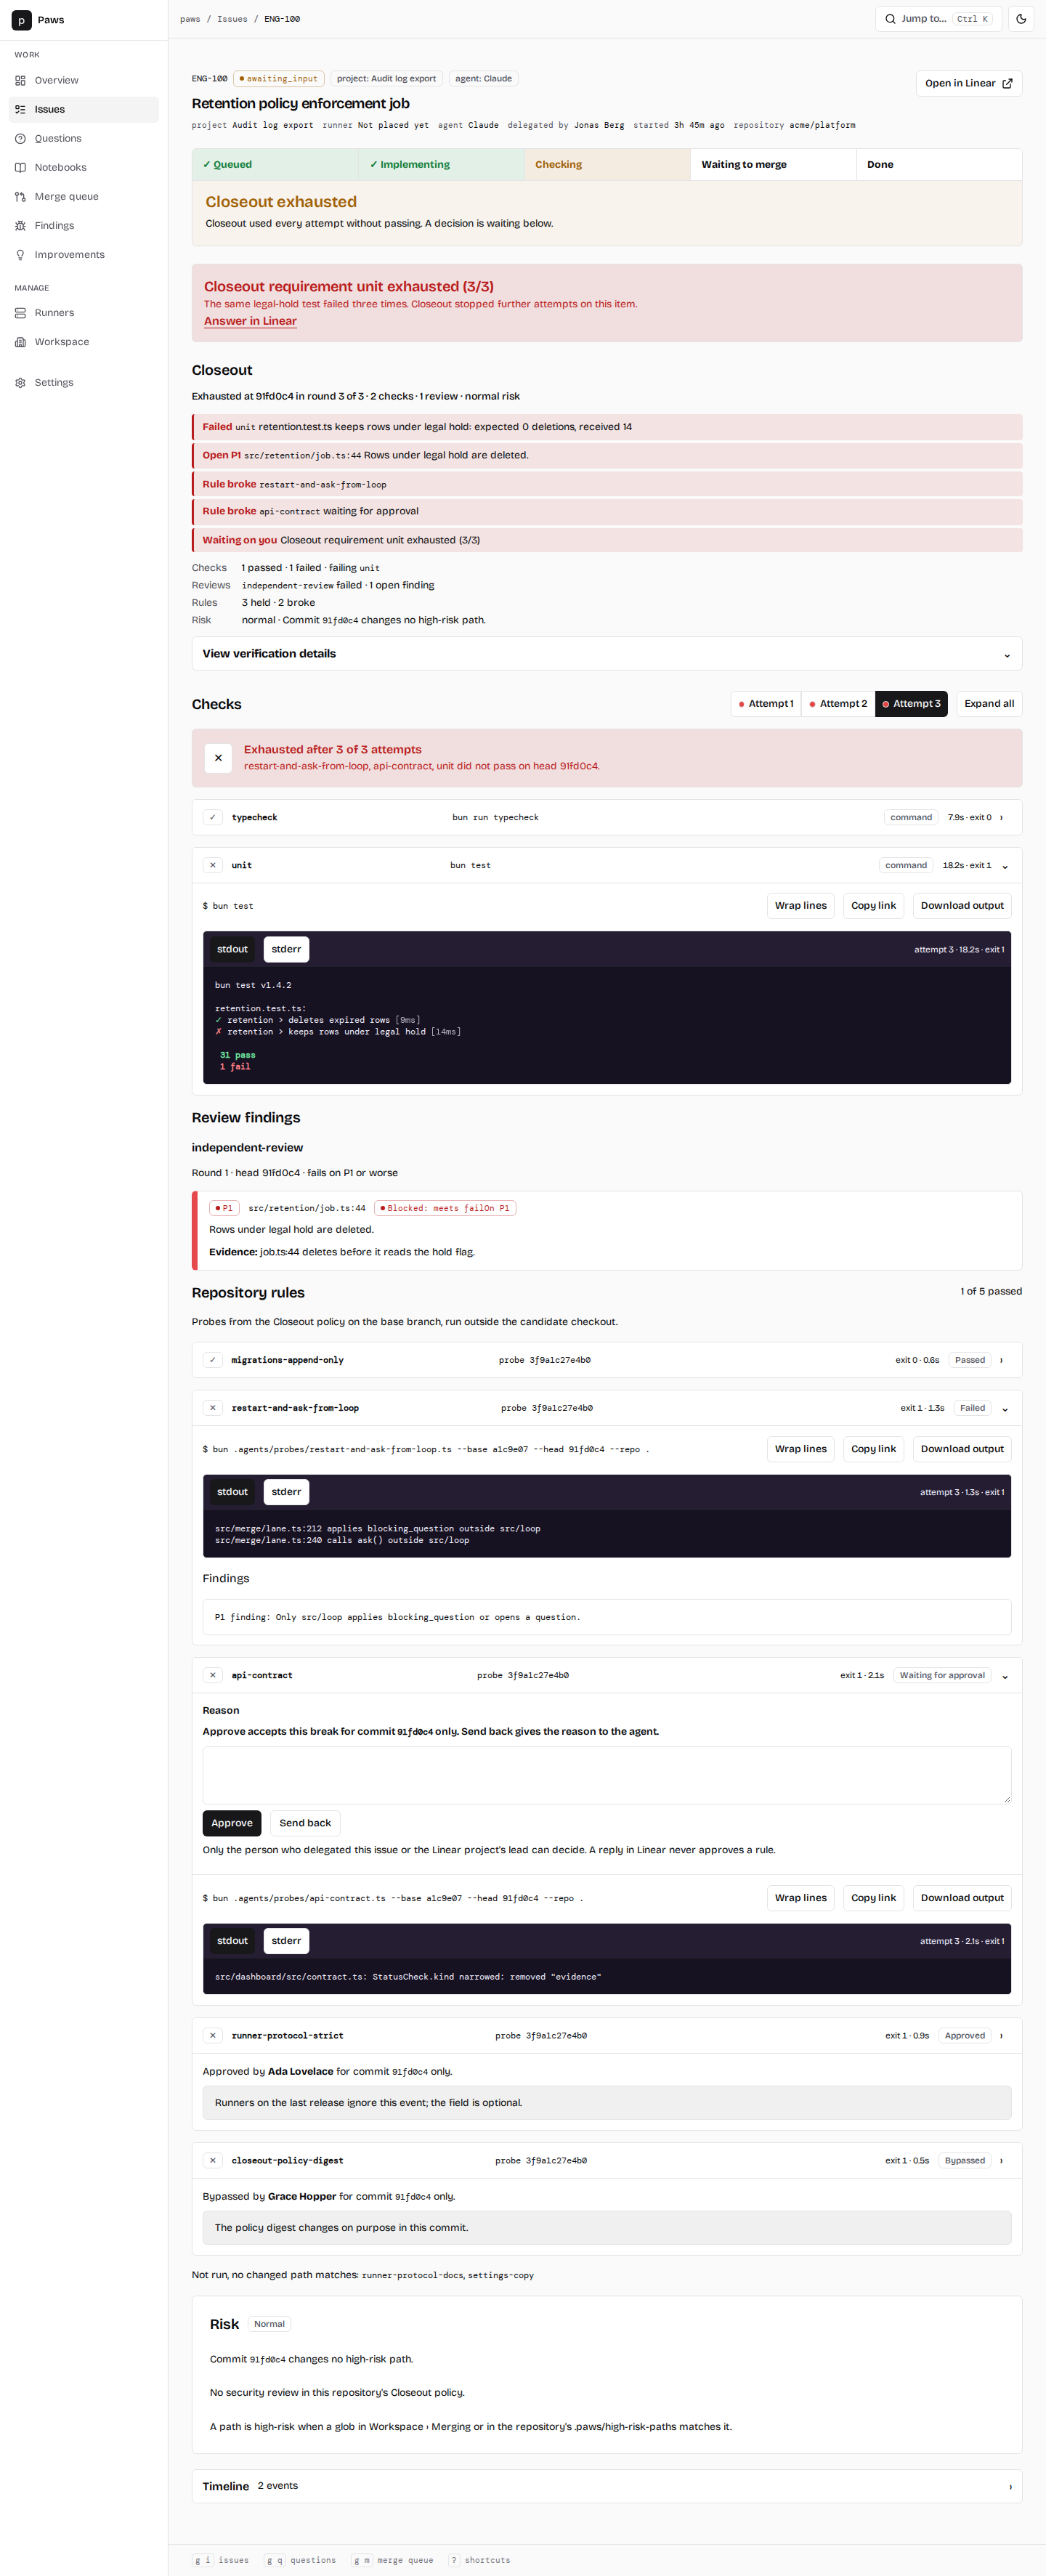 p Paws
paws / Issues / ENG-100
Jump to... Ctrl K
WORK
Overview
Issues
Questions
Notebooks
Merge queue
Findings
Improvements
MANAGE
Runners
Workspace
Settings
ENG-100 awaiting_input project: Audit log export agent: Claude
Open in Linear
Retention policy enforcement job
project Audit log export runner Not placed yet agent Claude delegated by Jonas Berg started 3h 45m ago repository acme/platform
✓ Queued ✓ Implementing Checking Waiting to merge Done
Closeout exhausted
Closeout used every attempt without passing. A decision is waiting below.
Closeout requirement unit exhausted (3/3)
The same legal-hold test failed three times. Closeout stopped further attempts on this item.
Answer in Linear
Closeout
Exhausted at 91fd0c4 in round 3 of 3 · 2 checks · 1 review · normal risk
Failed unit retention.test.ts keeps rows under legal hold: expected 0 deletions, received 14
Open P1 src/retention/job.ts:44 Rows under legal hold are deleted.
Rule broke restart-and-ask-from-loop
Rule broke api-contract waiting for approval
Waiting on you Closeout requirement unit exhausted (3/3)
Checks 1 passed · 1 failed · failing unit
Reviews independent-review failed · 1 open finding
Rules 3 held · 2 broke
Risk normal · Commit 91fd0c4 changes no high-risk path.
View verification details
Checks
Attempt 1 Attempt 2 Attempt 3 Expand all
✕ Exhausted after 3 of 3 attempts
restart-and-ask-from-loop, api-contract, unit did not pass on head 91fd0c4.
✓ typecheck bun run typecheck command 7.9s · exit 0 ›
✕ unit bun test command 18.2s · exit 1
$ bun test Wrap lines Copy link Download output
stdout stderr attempt 3 · 18.2s · exit 1
bun test v1.4.2
retention.test.ts:
✓ retention > deletes expired rows [9ms]
✗ retention > keeps rows under legal hold [14ms]
31 pass
1 fail
Review findings
independent-review
Round 1 · head 91fd0c4 · fails on P1 or worse
P1 src/retention/job.ts:44 Blocked: meets failOn P1
Rows under legal hold are deleted.
Evidence: job.ts:44 deletes before it reads the hold flag.
Repository rules 1 of 5 passed
Probes from the Closeout policy on the base branch, run outside the candidate checkout.
✓ migrations-append-only probe 3f9a1c27e4b0 exit 0 · 0.6s Passed ›
✕ restart-and-ask-from-loop probe 3f9a1c27e4b0 exit 1 · 1.3s Failed
$ bun .agents/probes/restart-and-ask-from-loop.ts --base a1c9e07 --head 91fd0c4 --repo . Wrap lines Copy link Download output
stdout stderr attempt 3 · 1.3s · exit 1
src/merge/lane.ts:212 applies blocking_question outside src/loop
src/merge/lane.ts:240 calls ask() outside src/loop
Findings
P1 finding: Only src/loop applies blocking_question or opens a question.
✕ api-contract probe 3f9a1c27e4b0 exit 1 · 2.1s Waiting for approval
Reason
Approve accepts this break for commit 91fd0c4 only. Send back gives the reason to the agent.
Approve Send back
Only the person who delegated this issue or the Linear project's lead can decide. A reply in Linear never approves a rule.
$ bun .agents/probes/api-contract.ts --base a1c9e07 --head 91fd0c4 --repo . Wrap lines Copy link Download output
stdout stderr attempt 3 · 2.1s · exit 1
src/dashboard/src/contract.ts: StatusCheck.kind narrowed: removed "evidence"
✕ runner-protocol-strict probe 3f9a1c27e4b0 exit 1 · 0.9s Approved ›
Approved by Ada Lovelace for commit 91fd0c4 only.
Runners on the last release ignore this event; the field is optional.
✕ closeout-policy-digest probe 3f9a1c27e4b0 exit 1 · 0.5s Bypassed ›
Bypassed by Grace Hopper for commit 91fd0c4 only.
The policy digest changes on purpose in this commit.
Not run, no changed path matches: runner-protocol-docs, settings-copy
Risk Normal
Commit 91fd0c4 changes no high-risk path.
No security review in this repository's Closeout policy.
A path is high-risk when a glob in Workspace › Merging or in the repository's .paws/high-risk-paths matches it.
Timeline 2 events ›
g i issues g q questions g m merge queue ? shortcuts